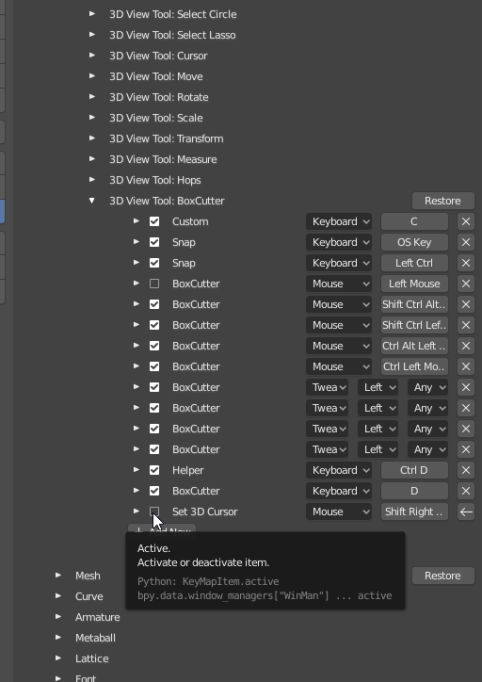 3D View Tool: Select Circle
3D View Tool: Select Lasso
3D View Tool: Cursor
3D View Tool: Move
3D View Tool: Rotate
3D View Tool: Scale
3D View Tool: Transform
3D View Tool: Measure
3D View Tool: Hops
3D View Tool: BoxCutter Restore
Custom Keyboard C
Snap Keyboard OS Key
Snap Keyboard Left Ctrl
BoxCutter Mouse Left Mouse
BoxCutter Mouse Shift Ctrl Alt..
BoxCutter Mouse Shift Ctrl Lef..
BoxCutter Mouse Ctrl Alt Left ..
BoxCutter Mouse Ctrl Left Mo..
BoxCutter Twea Left Any
BoxCutter Twea Left Any
BoxCutter Twea Left Any
BoxCutter Twea Left Any
Helper Keyboard Ctrl D
BoxCutter Keyboard D
Set 3D Cursor Mouse Shift Right ..
Add New
Active.
Activate or deactivate item.
Python: KeyMapItem.active
bpy.data.window_managers["WinMan"] ... active
Mesh Restore
Curve
Armature
Metaball
Lattice
Font